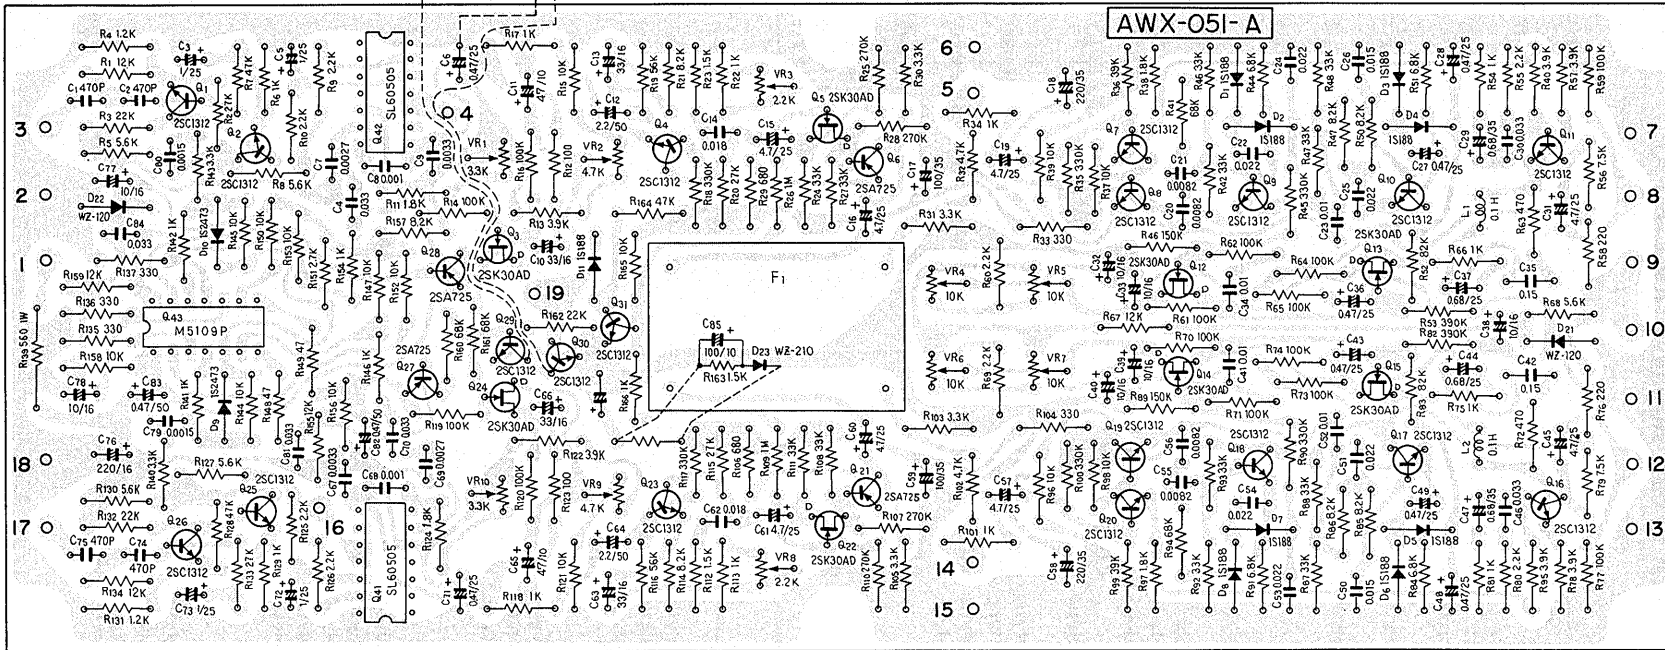 AWX-051-A
R4 1.2K
R1 12K
C1 470P
C2 470P
R3 22K
R5 5.6K
C3
1/25
Q1
2SC1312
R2 27K
Q2
2SC1312
R7 47K
R6 1K
C5
1/25
R9 2.2K
R10 2.2K
R8 5.6K
C7
0.0027
Q42
SL60505
C8 0.001
C9
0.0033
C6
0.47/25
R17 1K
C11
47/10
R15 10K
C13
33/16
C12
2.2/50
R19 56K
R21 8.2K
R23 1.5K
R22 1K
VR3
2.2K
Q5 2SK30AD
R25 270K
R30 3.3K
6
5
4
3
2
1
VR1
3.3K
R16 100K
R12 100
VR2
4.7K
Q4
2SC1312
C14
0.018
C15
4.7/25
R28 270K
Q6
2SA725
R34 1K
C18
220/35
C17
100/35
R32 4.7K
C19
4.7/25
R39 10K
R35 330K
R37 10K
C77
10/16
D22
WZ-120
C84
0.033
R137 330
R142 1K
C80
0.0015
D10 1S2473
R145 10K
R150 10K
R153 10K
R151 2.7K
R154 1K
C4
0.033
R11 1.8K
R14 100K
R157 8.2K
R13 3.9K
R164 47K
R18 330K
R20 27K
R29 680
R26 1M
R24 33K
R27 33K
C16
4.7/25
R31 3.3K
R33 330
Q3
2SK30AD
C10 33/16
D11 1S188
R165 10K
Q28
2SA725
R147 10K
R152 10K
R159 12K
R136 330
R135 330
R158 10K
R139 560 1W
Q43
M5109P
19
R162 22K
Q31
2SC1312
F1
C85
100/10
D23 WZ-210
R163 1.5K
VR4
10K
VR5
10K
R60 2.2K
VR6
10K
VR7
10K
R69 2.2K
R36 39K
R38 1.8K
R41
68K
R46 33K
D1 1S188
R44 6.8K
C24
0.022
R48 33K
C26
0.015
D3 1S188
R51 6.8K
C28
0.47/25
R54 1K
R55 2.2K
R40 3.9K
R57 3.9K
R59 100K
Q7
2SC1312
D2
1S188
C22
0.022
R47 33K
R47 8.2K
R50 8.2K
D4
1S188
C27 0.47/25
C29
0.68/35
C30 0.033
Q11
2SC1312
R56 7.5K
7
8
9
10
11
12
13
C21
0.0082
Q8
2SC1312
C20
0.0082
R42 33K
Q9
2SC1312
R45 330K
C23 0.01
C25
0.022
Q10
2SC1312
L1
0.1H
R63 470
C31
4.7/25
R58 220
R46 150K
R62 100K
2SK30AD
Q12
C32
10/16
C33
10/16
C34 0.01
R61 100K
R64 100K
R65 100K
2SK30AD
Q13
C36
0.47/25
R52 82K
R66 1K
C37
0.68/25
C35
0.15
R53 390K
R82 390K
C38
10/16
R68 5.6K
D21
WZ-120
R67 12K
R70 100K
Q14
2SK30AD
C39
10/16
C40
10/16
C41 0.01
R74 100K
R73 100K
R71 100K
R89 150K
C43
0.47/25
Q15
2SK30AD
R83 82K
C44
0.68/25
C42
0.15
R75 1K
R76 220
R160 68K
R161 68K
Q29
2SC1312
Q30
2SC1312
2SA725
Q27
Q24
2SK30AD
R146 1K
R149 47
R119 100K
C66
33/16
R166 1K
R122 3.9K
C78
10/16
C83
0.47/50
C79 0.0015
R141 1K
D9 1S2473
R144 10K
R148 47
R155 12K
R156 10K
C82 0.47/50
C70 0.033
C81 0.033
C67 0.0033
C68 0.001
C69 0.0027
C76
220/16
R140 33K
R127 5.6K
R130 5.6K
R132 22K
C75 470P
C74
470P
Q26
2SC1312
Q25
2SC1312
R128 47K
R125 2.2K
R126 2.2K
R133 27K
R129 1K
C72
1/25
C73 1/25
R134 12K
R131 1.2K
16
17
18
Q41
SL60505
R124 1.8K
C71
0.47/25
VR10
3.3K
R120 100K
R123 100
VR9
4.7K
C65
47/10
R118 1K
R121 10K
C63
33/16
C64
2.2/50
Q23
2SC1312
R117 330K
R115 27K
R106 680
R109 1M
R111 33K
R108 33K
C60
4.7/25
C62 0.018
C61 4.7/25
R116 56K
R114 8.2K
R112 1.5K
R113 1K
VR8
2.2K
Q21
2SA725
Q22
2SK30AD
R107 270K
R110 270K
R105 3.3K
R103 3.3K
R104 330
C59
100/35
R102 4.7K
C57
4.7/25
R101 1K
14
15
C58
220/35
R96 10K
R100 330K
R98 10K
Q19
2SC1312
C56
0.0082
C55
0.0082
Q20
2SC1312
R93 33K
Q18
2SC1312
R90 330K
C52 0.01
C51
0.022
Q17
2SC1312
L2
0.1H
R72 470
C45
4.7/25
R79 7.5K
C54
0.022
R88 33K
R86 8.2K
R85 8.2K
C49
0.47/25
C47
0.68/35
C46 0.033
Q16
2SC1312
D7
1S188
D5
1S188
R94 68K
R99 39K
R97 1.8K
R92 33K
D8 1S188
R91 6.8K
C53 0.022
R87 33K
C50
0.015
D6 1S188
R84 6.8K
C48
0.47/25
R81 1K
R80 2.2K
R95 3.9K
R78 3.9K
R77 100K